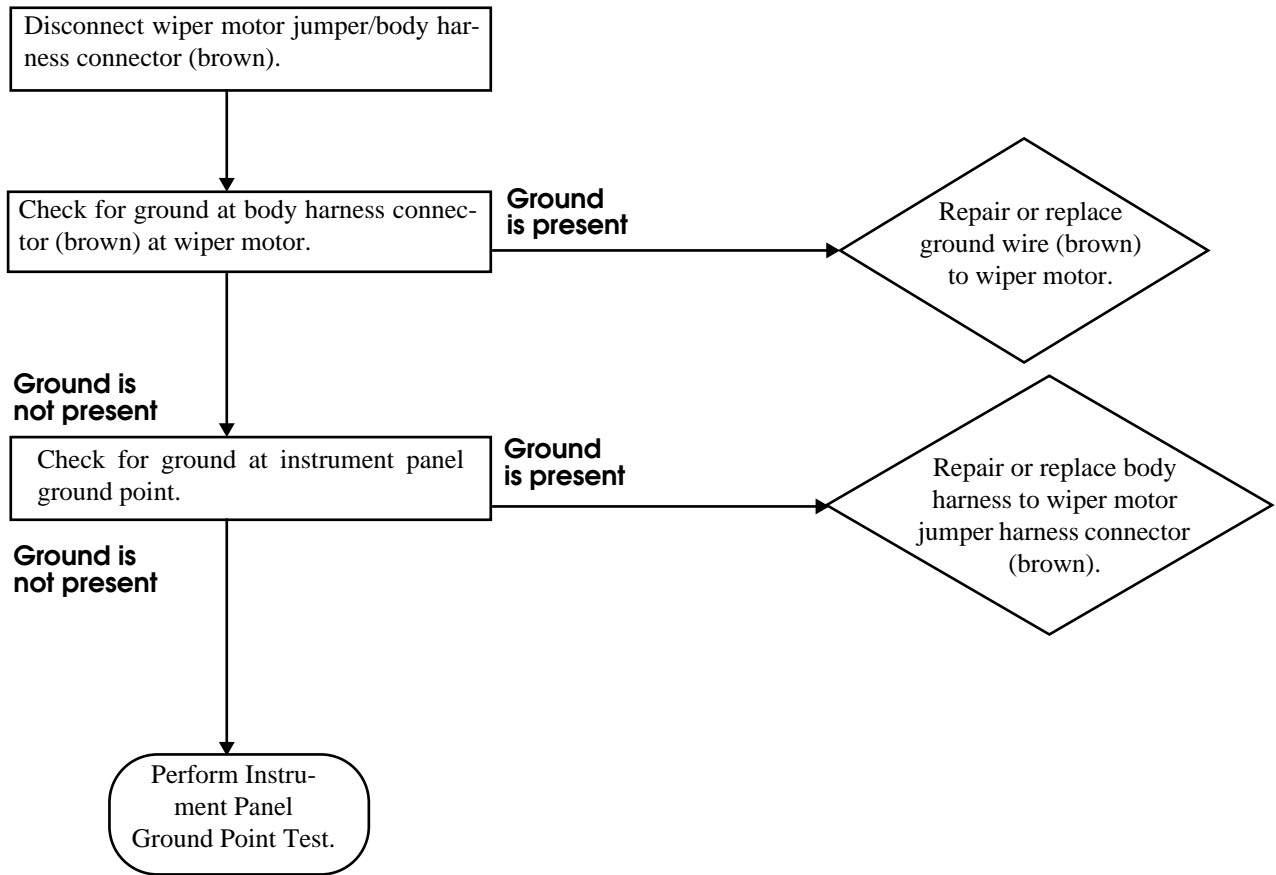 Disconnect wiper motor jumper/body har-
ness connector (brown).
Check for ground at body harness connec-
tor (brown) at wiper motor.
Ground
is present
Repair or replace
ground wire (brown)
to wiper motor.
Ground is
not present
Check for ground at instrument panel
ground point.
Ground
is present
Repair or replace body
harness to wiper motor
jumper harness connector
(brown).
Ground is
not present
Perform Instru-
ment Panel
Ground Point Test.